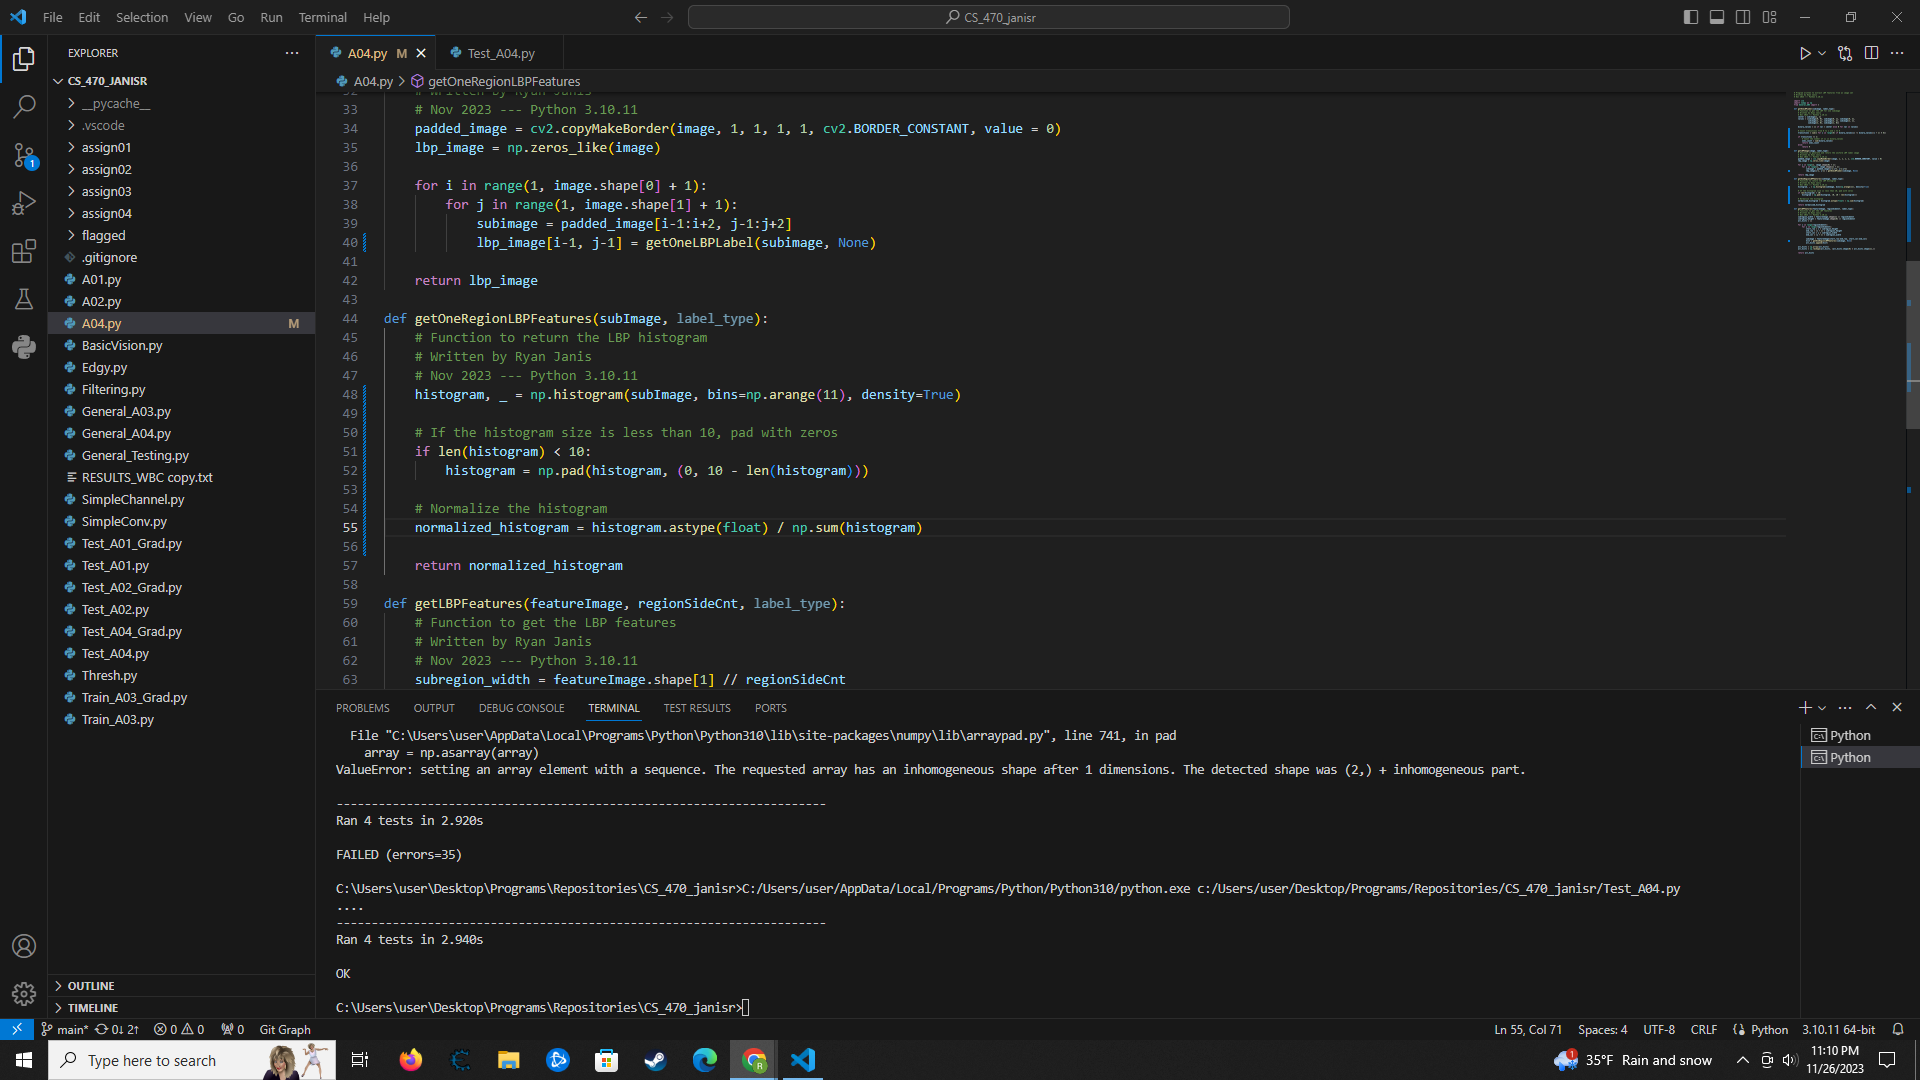 File Edit Selection View Go Run Terminal Help
CS_470_janisr
EXPLORER
CS_470_JANISR
__pycache__
.vscode
assign01
assign02
assign03
assign04
flagged
.gitignore
A01.py
A02.py
A04.py M
BasicVision.py
Edgy.py
Filtering.py
General_A03.py
General_A04.py
General_Testing.py
RESULTS_WBC copy.txt
SimpleChannel.py
SimpleConv.py
Test_A01_Grad.py
Test_A01.py
Test_A02_Grad.py
Test_A02.py
Test_A04_Grad.py
Test_A04.py
Thresh.py
Train_A03_Grad.py
Train_A03.py
OUTLINE
TIMELINE
1
A04.py M
Test_A04.py
A04.py > getOneRegionLBPFeatures
32 # Written by Ryan Janis
33 # Nov 2023 --- Python 3.10.11
34 padded_image = cv2.copyMakeBorder(image, 1, 1, 1, 1, cv2.BORDER_CONSTANT, value = 0)
35 lbp_image = np.zeros_like(image)
36
37 for i in range(1, image.shape[0] + 1):
38 for j in range(1, image.shape[1] + 1):
39 subimage = padded_image[i-1:i+2, j-1:j+2]
40 lbp_image[i-1, j-1] = getOneLBPLabel(subimage, None)
41
42 return lbp_image
43
44 def getOneRegionLBPFeatures(subImage, label_type):
45 # Function to return the LBP histogram
46 # Written by Ryan Janis
47 # Nov 2023 --- Python 3.10.11
48 histogram, _ = np.histogram(subImage, bins=np.arange(11), density=True)
49
50 # If the histogram size is less than 10, pad with zeros
51 if len(histogram) < 10:
52 histogram = np.pad(histogram, (0, 10 - len(histogram)))
53
54 # Normalize the histogram
55 normalized_histogram = histogram.astype(float) / np.sum(histogram)
56
57 return normalized_histogram
58
59 def getLBPFeatures(featureImage, regionSideCnt, label_type):
60 # Function to get the LBP features
61 # Written by Ryan Janis
62 # Nov 2023 --- Python 3.10.11
63 subregion_width = featureImage.shape[1] // regionSideCnt
PROBLEMS OUTPUT DEBUG CONSOLE TERMINAL TEST RESULTS PORTS
Python
Python
File "C:\Users\user\AppData\Local\Programs\Python\Python310\lib\site-packages\numpy\lib\arraypad.py", line 741, in pad
array = np.asarray(array)
ValueError: setting an array element with a sequence. The requested array has an inhomogeneous shape after 1 dimensions. The detected shape was (2,) + inhomogeneous part.
----------------------------------------------------------------------
Ran 4 tests in 2.920s
FAILED (errors=35)
C:\Users\user\Desktop\Programs\Repositories\CS_470_janisr>C:/Users/user/AppData/Local/Programs/Python/Python310/python.exe c:/Users/user/Desktop/Programs/Repositories/CS_470_janisr/Test_A04.py
....
----------------------------------------------------------------------
Ran 4 tests in 2.940s
OK
C:\Users\user\Desktop\Programs\Repositories\CS_470_janisr>
main* 0↓ 2↑ 0 0 0 Git Graph
Ln 55, Col 71 Spaces: 4 UTF-8 CRLF Python 3.10.11 64-bit
Type here to search
R
1
35°F Rain and snow
11:10 PM
11/26/2023